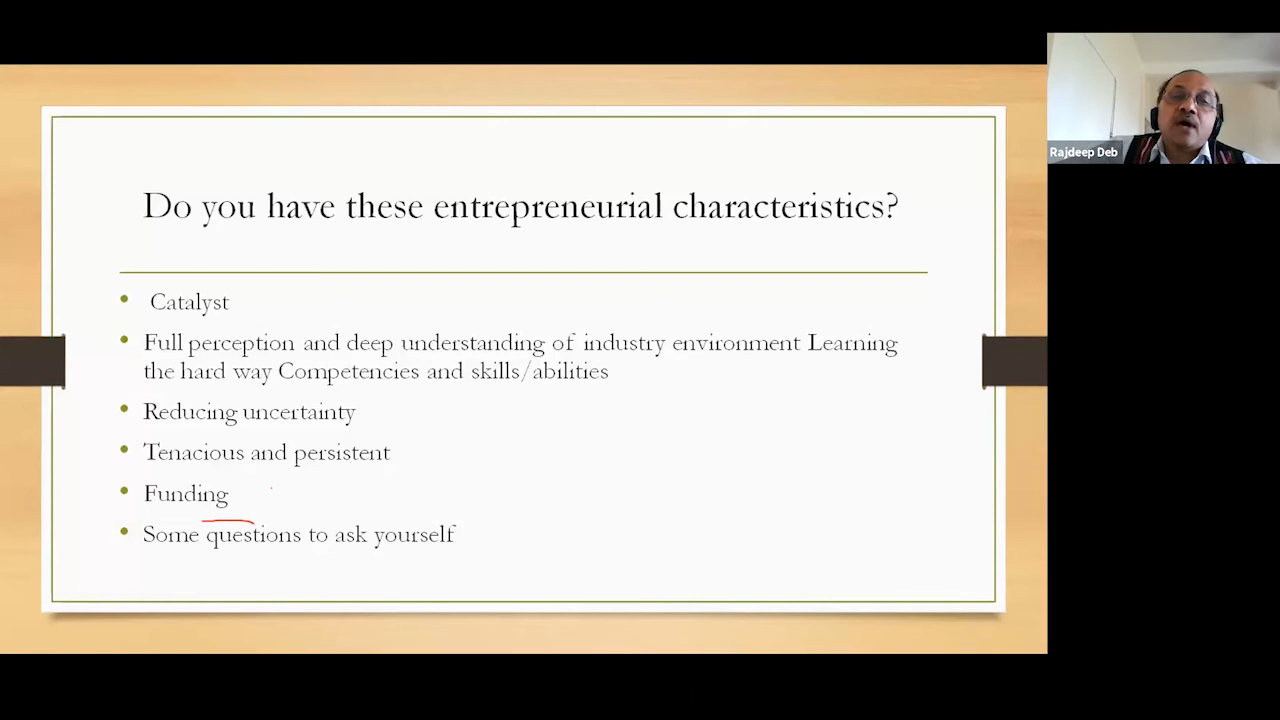 Do you have these entrepreneurial characteristics?
• Catalyst
• Full perception and deep understanding of industry environment Learning
the hard way Competencies and skills/abilities
• Reducing uncertainty
• Tenacious and persistent
• Funding
• Some questions to ask yourself
Rajdeep Deb